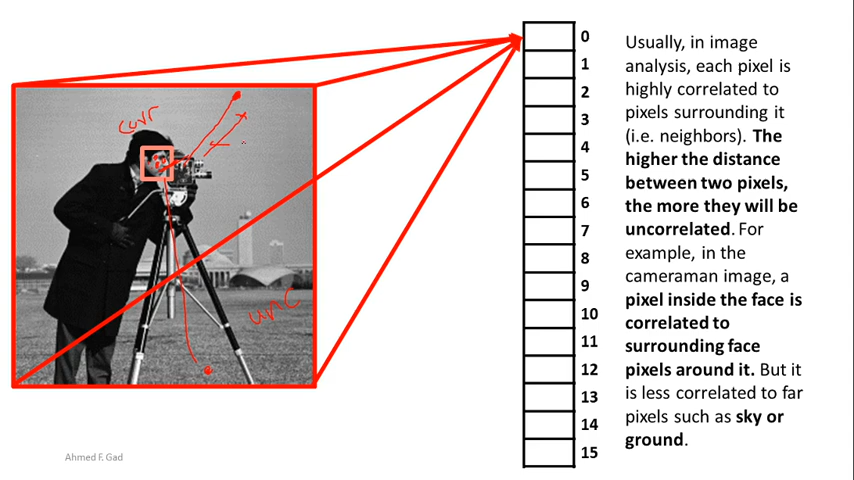 corr
unc
0
1
2
3
4
5
6
7
8
9
10
11
12
13
14
15
Usually, in image
analysis, each pixel is
highly correlated to
pixels surrounding it
(i.e. neighbors). The
higher the distance
between two pixels,
the more they will be
uncorrelated. For
example, in the
cameraman image, a
pixel inside the face is
correlated to
surrounding face
pixels around it. But it
is less correlated to far
pixels such as sky or
ground.
Ahmed F. Gad